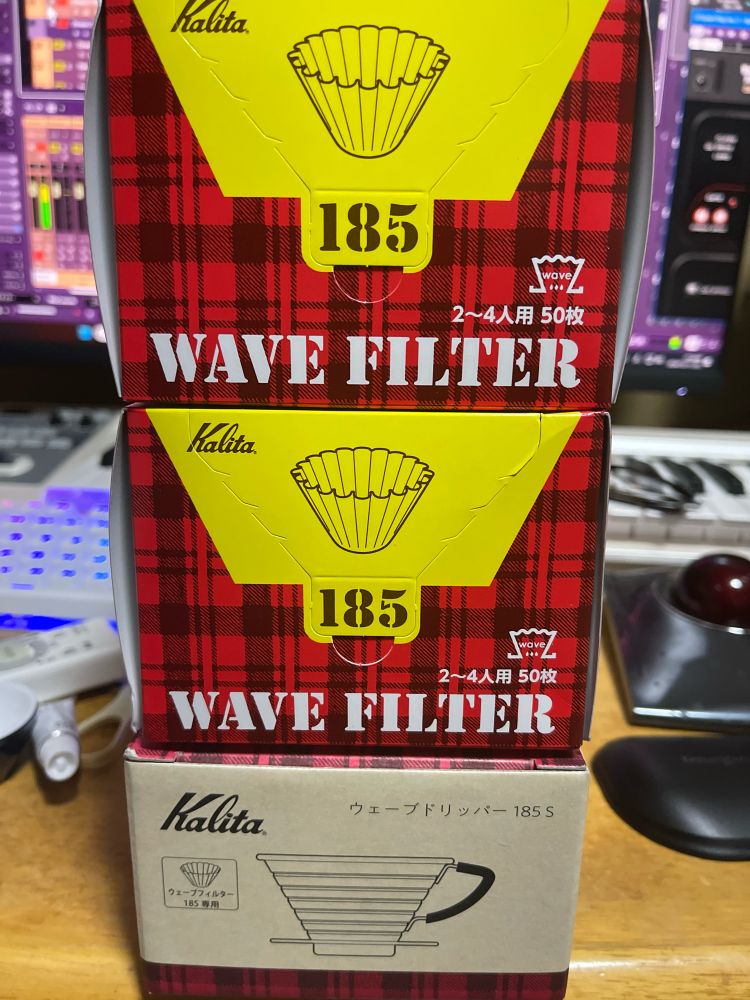 Kalita®
185
wave
2〜4人用 50枚
WAVE FILTER
Kalita®
185
wave
2〜4人用 50枚
WAVE FILTER
Kalita®
ウェーブドリッパー 185 S
ウェーブフィルター
185 専用